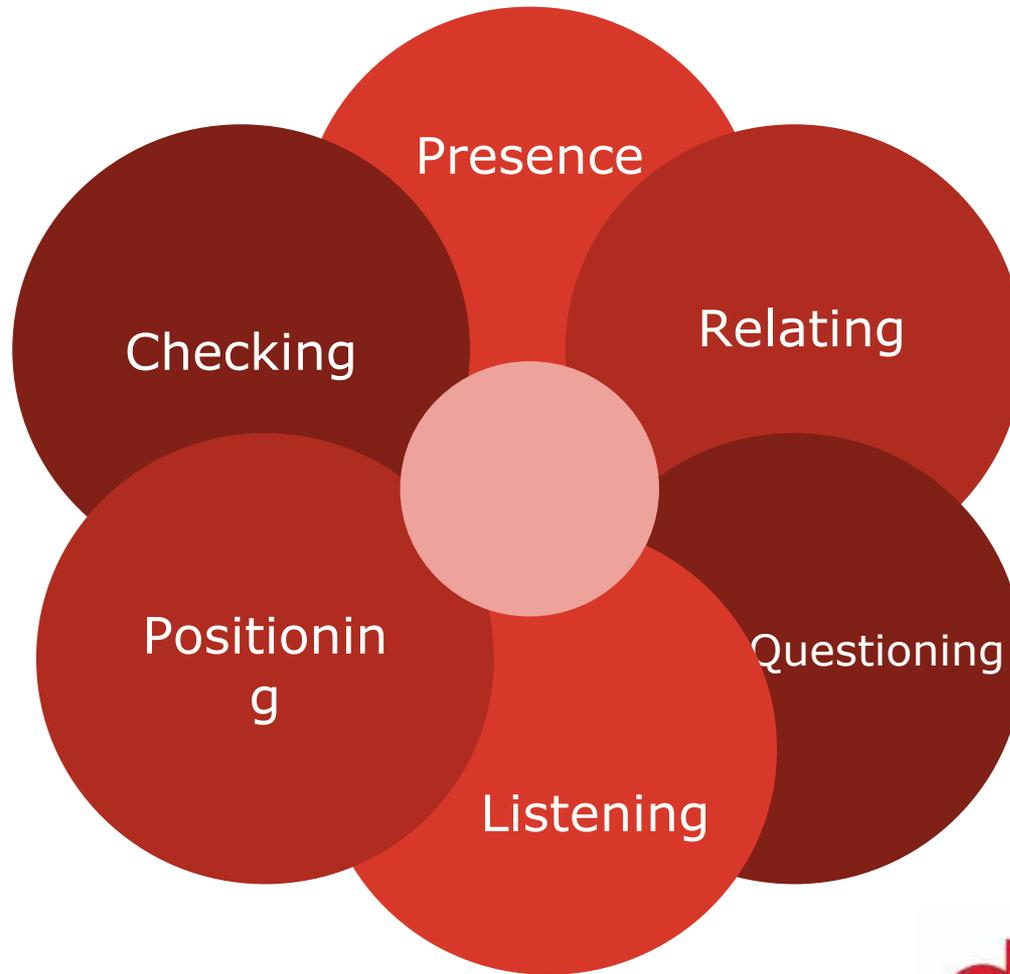 Presence
Relating
Checking
Positionin
g
Questioning
Listening